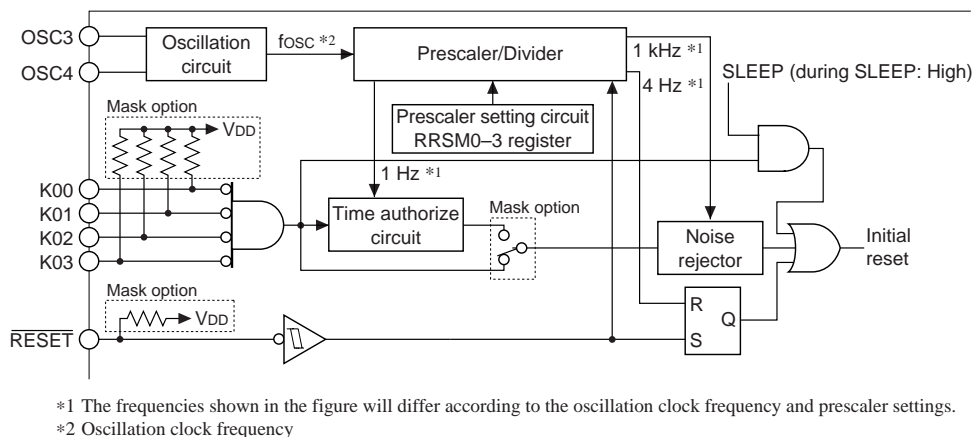 OSC3
OSC4
Oscillation
circuit
fOSC *2
Prescaler/Divider
1 kHz *1
4 Hz *1
SLEEP (during SLEEP: High)
Mask option
VDD
Prescaler setting circuit
RRSM0–3 register
1 Hz *1
K00
K01
K02
K03
Time authorize
circuit
Mask option
Noise
rejector
Initial
reset
Mask option
VDD
RESET
R
S
Q
*1 The frequencies shown in the figure will differ according to the oscillation clock frequency and prescaler settings.
*2 Oscillation clock frequency